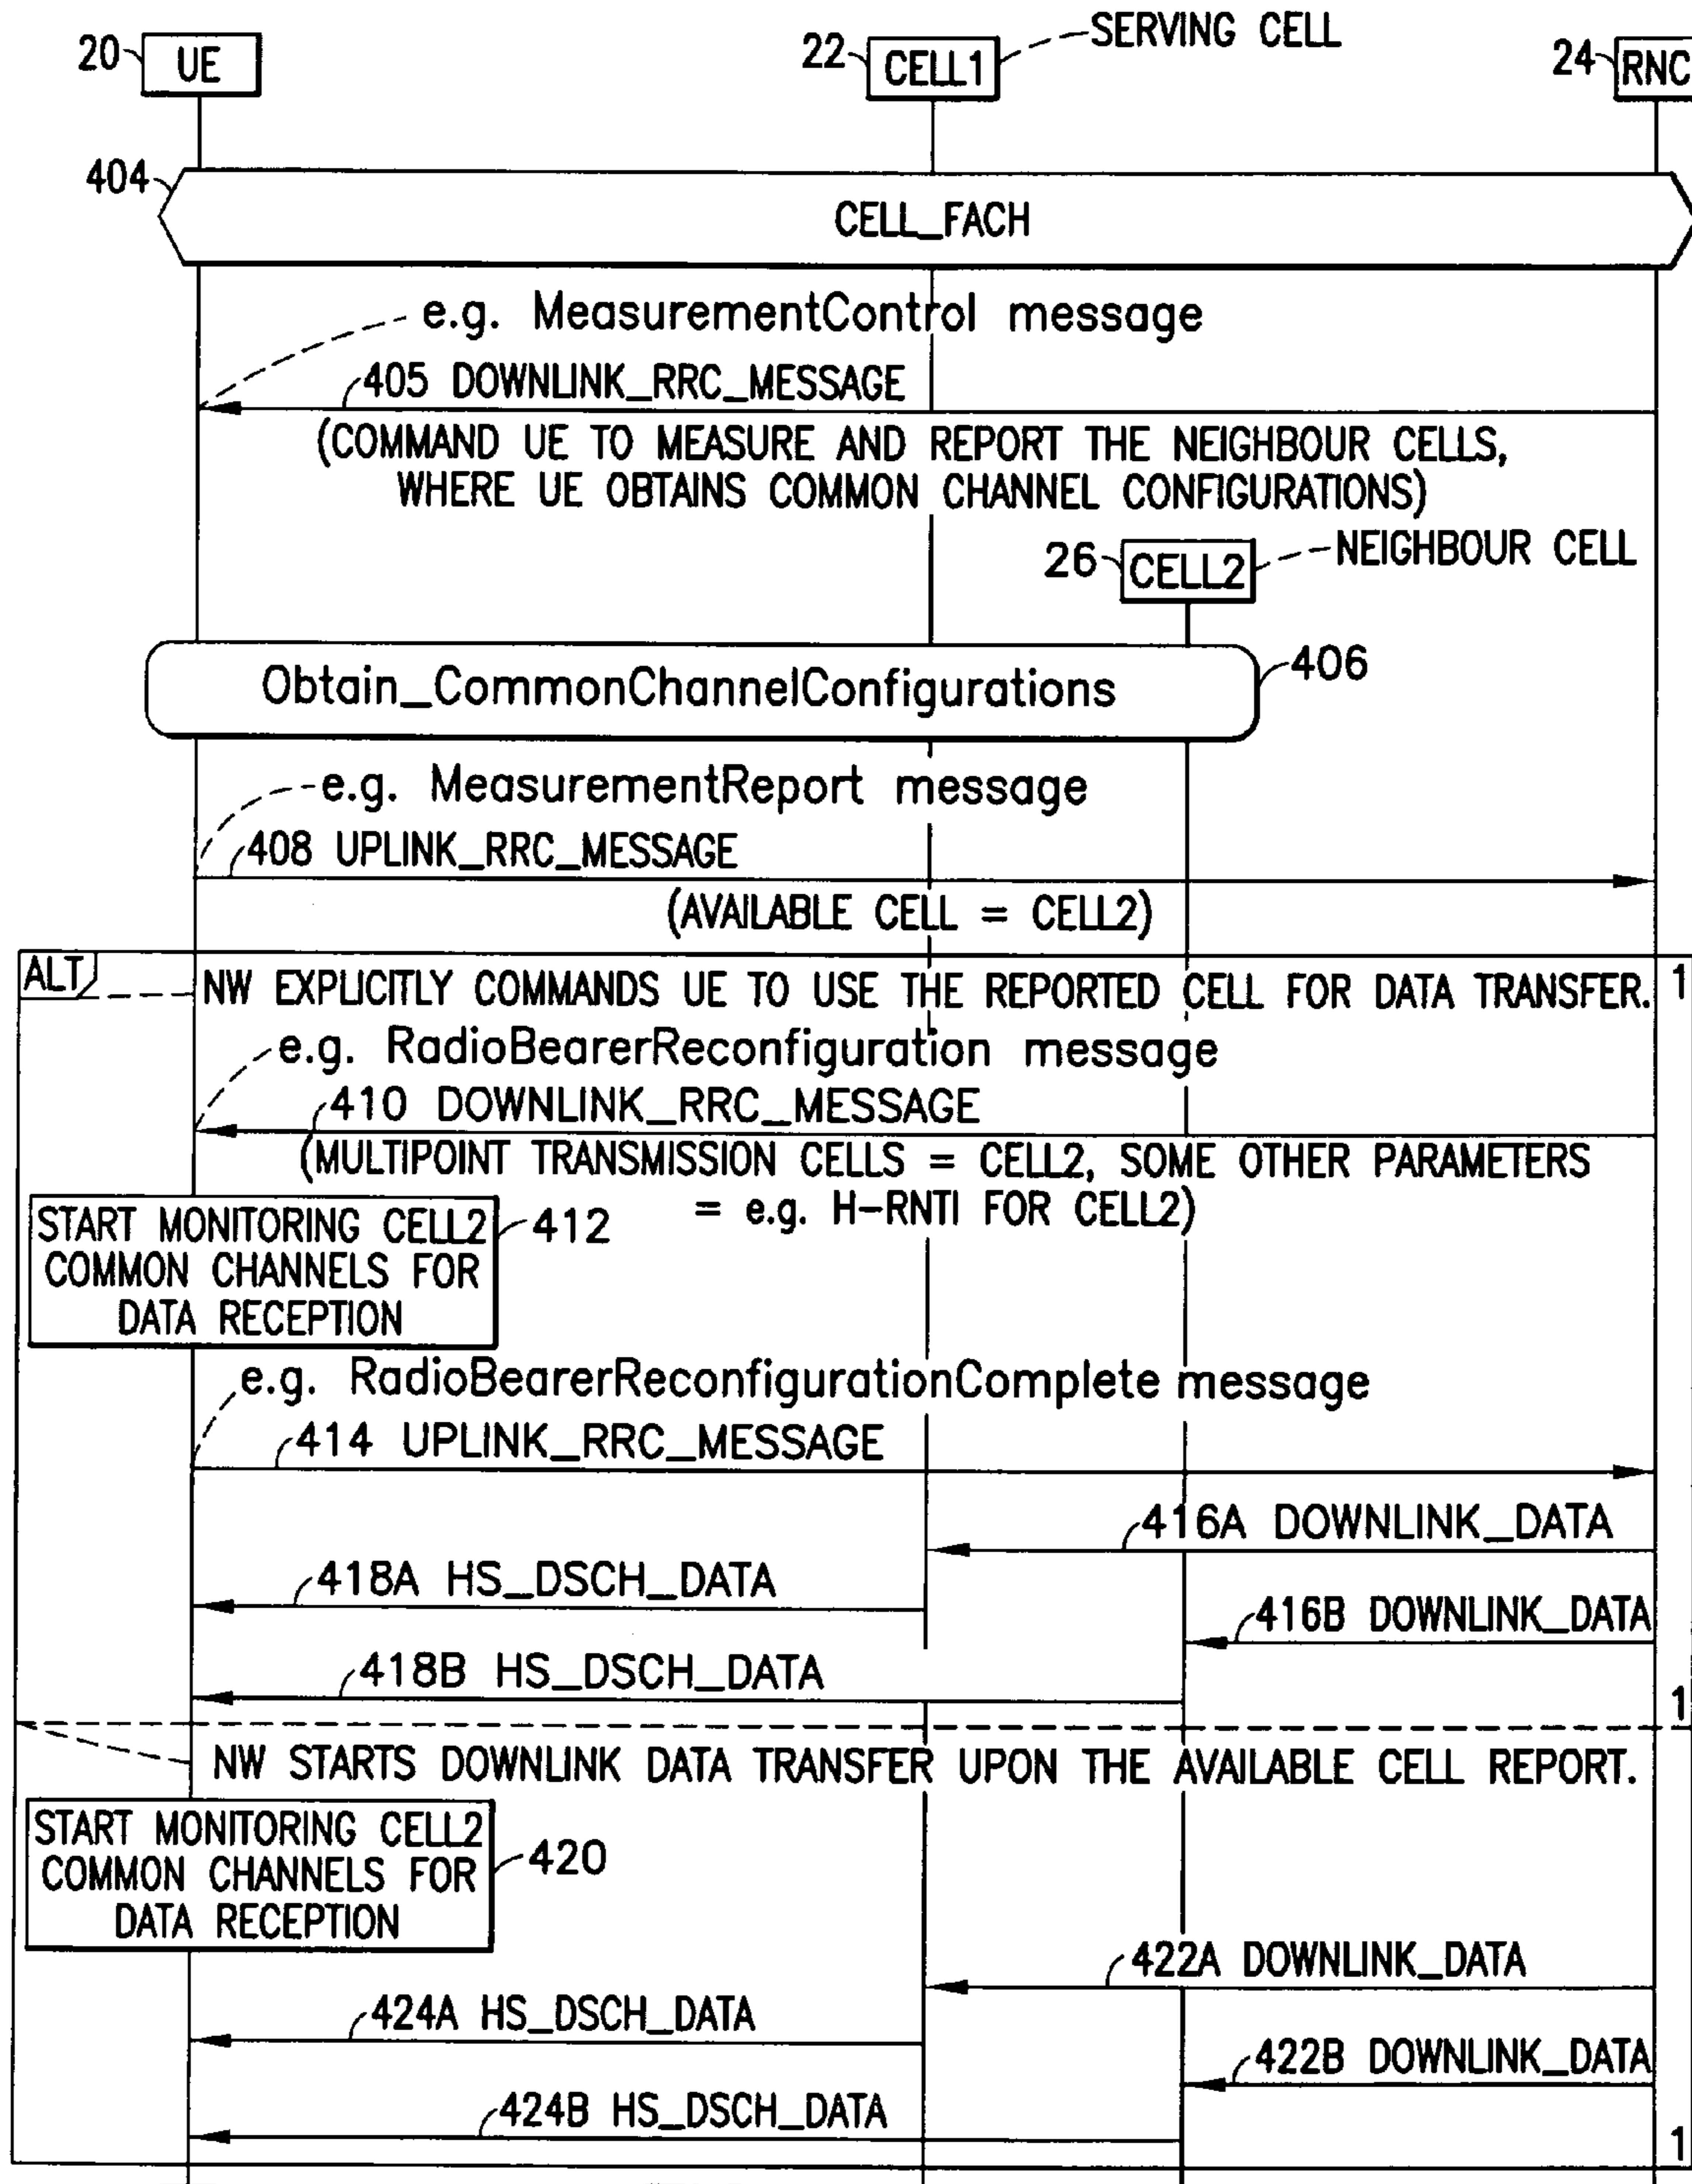 20 UE
22 CELL1
SERVING CELL
24 RNC
404
CELL_FACH
e.g. MeasurementControl message
405 DOWNLINK_RRC_MESSAGE
(COMMAND UE TO MEASURE AND REPORT THE NEIGHBOUR CELLS,
WHERE UE OBTAINS COMMON CHANNEL CONFIGURATIONS)
26 CELL2
NEIGHBOUR CELL
Obtain_CommonChannelConfigurations
406
e.g. MeasurementReport message
408 UPLINK_RRC_MESSAGE
(AVAILABLE CELL = CELL2)
ALT
NW EXPLICITLY COMMANDS UE TO USE THE REPORTED CELL FOR DATA TRANSFER.
1
e.g. RadioBearerReconfiguration message
410 DOWNLINK_RRC_MESSAGE
(MULTIPOINT TRANSMISSION CELLS = CELL2, SOME OTHER PARAMETERS
= e.g. H-RNTI FOR CELL2)
START MONITORING CELL2
COMMON CHANNELS FOR
DATA RECEPTION
412
e.g. RadioBearerReconfigurationComplete message
414 UPLINK_RRC_MESSAGE
416A DOWNLINK_DATA
418A HS_DSCH_DATA
416B DOWNLINK_DATA
418B HS_DSCH_DATA
1
NW STARTS DOWNLINK DATA TRANSFER UPON THE AVAILABLE CELL REPORT.
START MONITORING CELL2
COMMON CHANNELS FOR
DATA RECEPTION
420
422A DOWNLINK_DATA
424A HS_DSCH_DATA
422B DOWNLINK_DATA
424B HS_DSCH_DATA
1